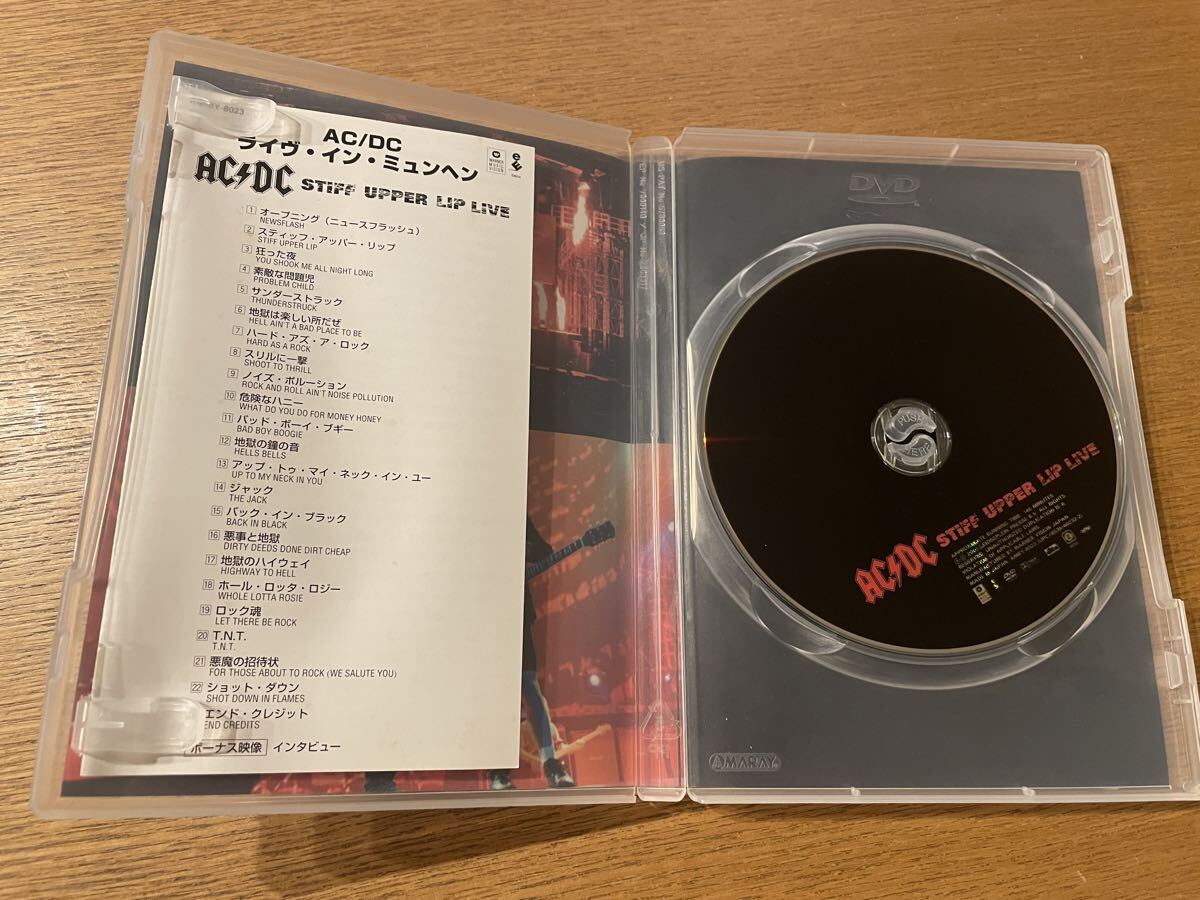 Y-8023
AC/DC
ライヴ・イン・ミュンヘン
WARNER MUSIC VISION
AC/DC STIFF UPPER LIP LIVE
1 オープニング（ニュースフラッシュ）
NEWSFLASH
2 スティッフ・アッパー・リップ
STIFF UPPER LIP
3 狂った夜
YOU SHOOK ME ALL NIGHT LONG
4 素敵な問題児
PROBLEM CHILD
5 サンダーストラック
THUNDERSTRUCK
6 地獄は楽しい所だぜ
HELL AIN'T A BAD PLACE TO BE
7 ハード・アズ・ア・ロック
HARD AS A ROCK
8 スリルに一撃
SHOOT TO THRILL
9 ノイズ・ポルーション
ROCK AND ROLL AIN'T NOISE POLLUTION
10 危険なハニー
WHAT DO YOU DO FOR MONEY HONEY
11 バッド・ボーイ・ブギー
BAD BOY BOOGIE
12 地獄の鐘の音
HELLS BELLS
13 アップ・トゥ・マイ・ネック・イン・ユー
UP TO MY NECK IN YOU
14 ジャック
THE JACK
15 バック・イン・ブラック
BACK IN BLACK
16 悪事と地獄
DIRTY DEEDS DONE DIRT CHEAP
17 地獄のハイウェイ
HIGHWAY TO HELL
18 ホール・ロッタ・ロジー
WHOLE LOTTA ROSIE
19 ロック魂
LET THERE BE ROCK
20 T.N.T.
T.N.T.
21 悪魔の招待状
FOR THOSE ABOUT TO ROCK (WE SALUTE YOU)
22 ショット・ダウン
SHOT DOWN IN FLAMES
エンド・クレジット
END CREDITS
ボーナス映像 インタビュー
DVD
PUSH
HERE
AC/DC STIFF UPPER LIP LIVE
MADE IN JAPAN
AMARAY